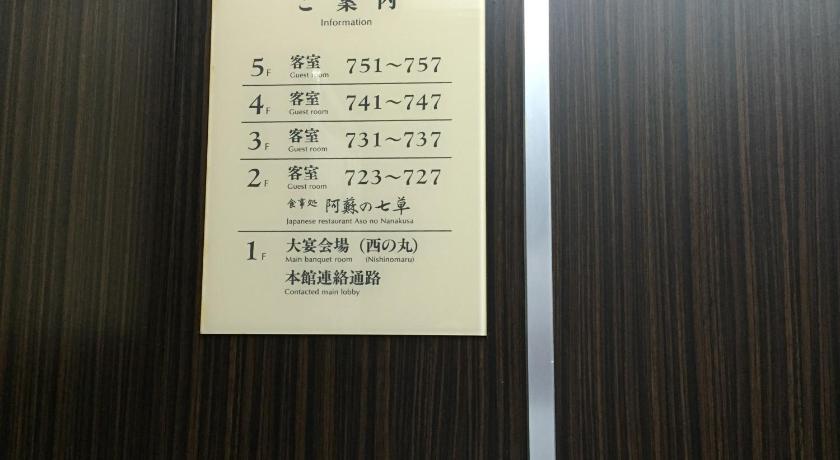 ご案内
Information
5F 客室 751～757
Guest room
4F 客室 741～747
Guest room
3F 客室 731～737
Guest room
2F 客室 723～727
Guest room
食事処 阿蘇の七草
Japanese restaurant Aso no Nanakusa
1F 大宴会場（西の丸）
Main banquet room (Nishinomaru)
本館連絡通路
Contacted main lobby